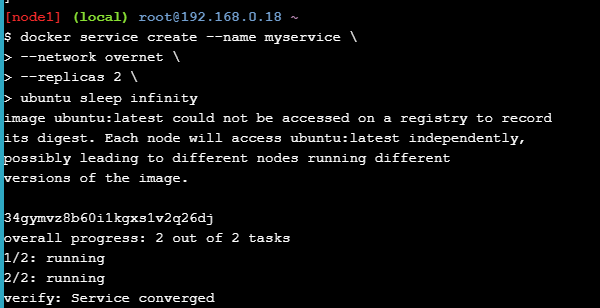 [node1] (local) root@192.168.0.18 ~
$ docker service create --name myservice \
> --network overnet \
> --replicas 2 \
> ubuntu sleep infinity
image ubuntu:latest could not be accessed on a registry to record
its digest. Each node will access ubuntu:latest independently,
possibly leading to different nodes running different
versions of the image.

34gymvz8b60i1kgxs1v2q26dj
overall progress: 2 out of 2 tasks
1/2: running
2/2: running
verify: Service converged